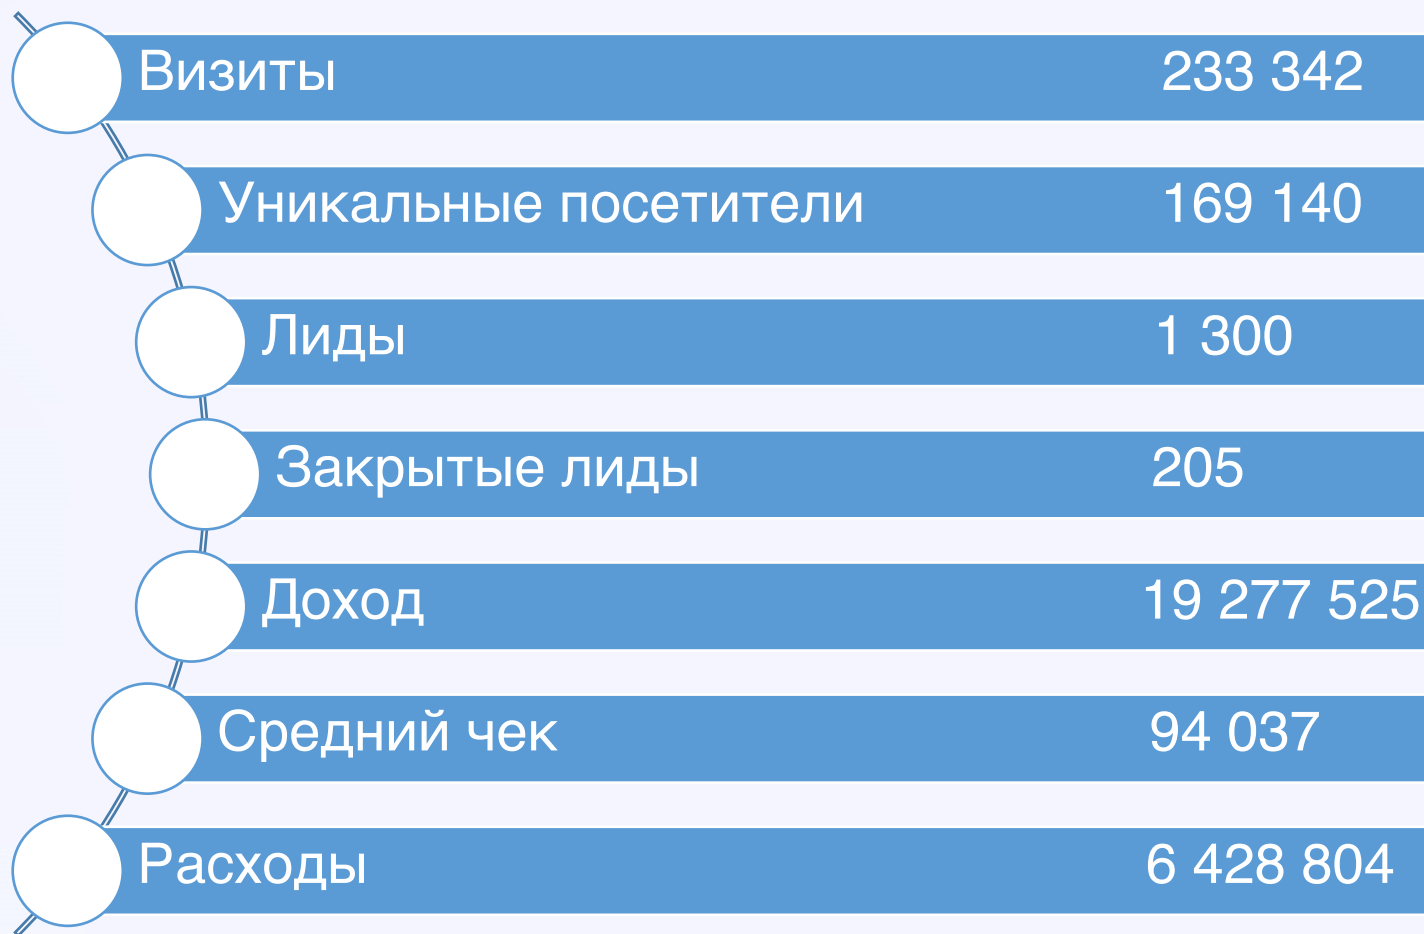 Визиты 233 342
Уникальные посетители 169 140
Лиды 1 300
Закрытые лиды 205
Доход 19 277 525
Средний чек 94 037
Расходы 6 428 804